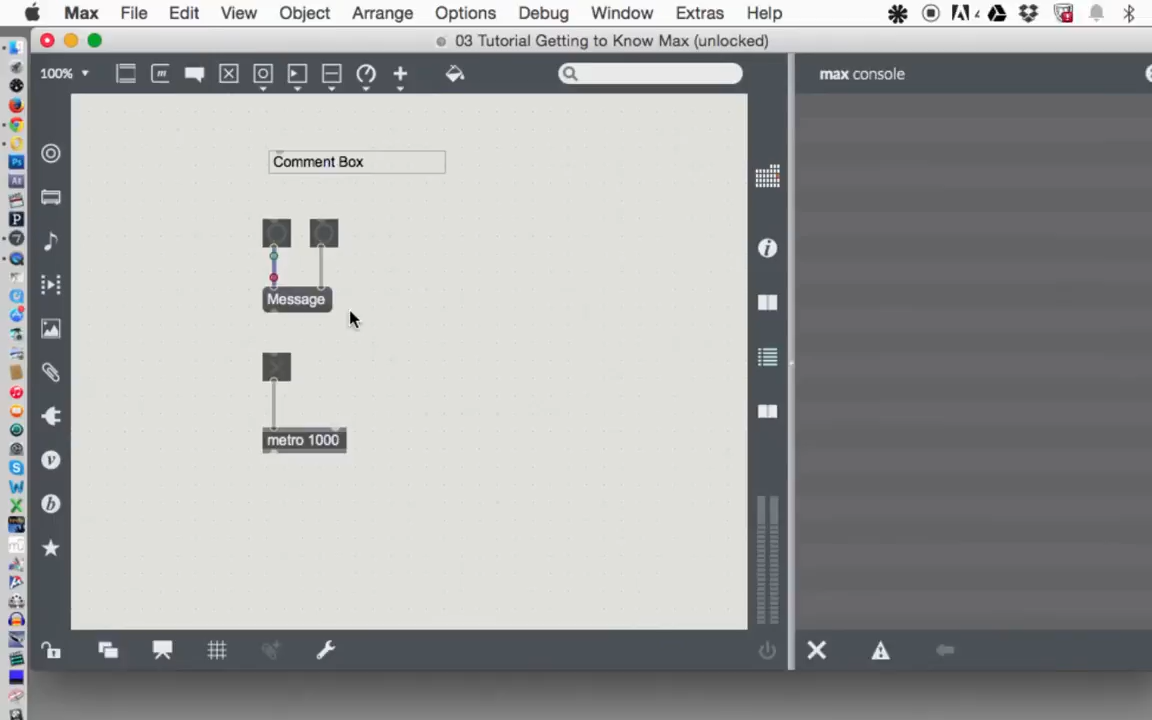 Max File Edit View Object Arrange Options Debug Window Extras Help
03 Tutorial Getting to Know Max (unlocked)
100%
max console
Comment Box
Message
metro 1000